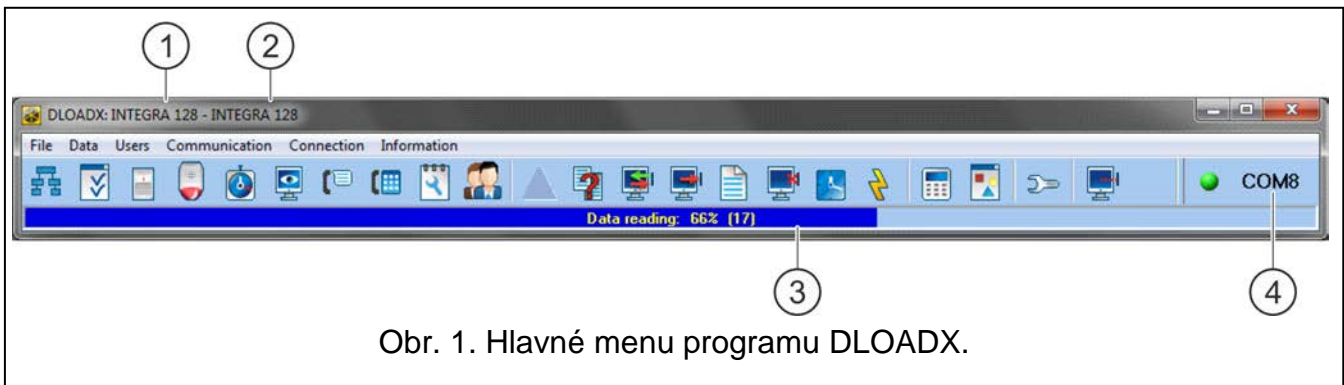 1 2
DLOADX: INTEGRA 128 - INTEGRA 128
File Data Users Communication Connection Information
COM8
Data reading: 66% (17)
3 4
Obr. 1. Hlavné menu programu DLOADX.